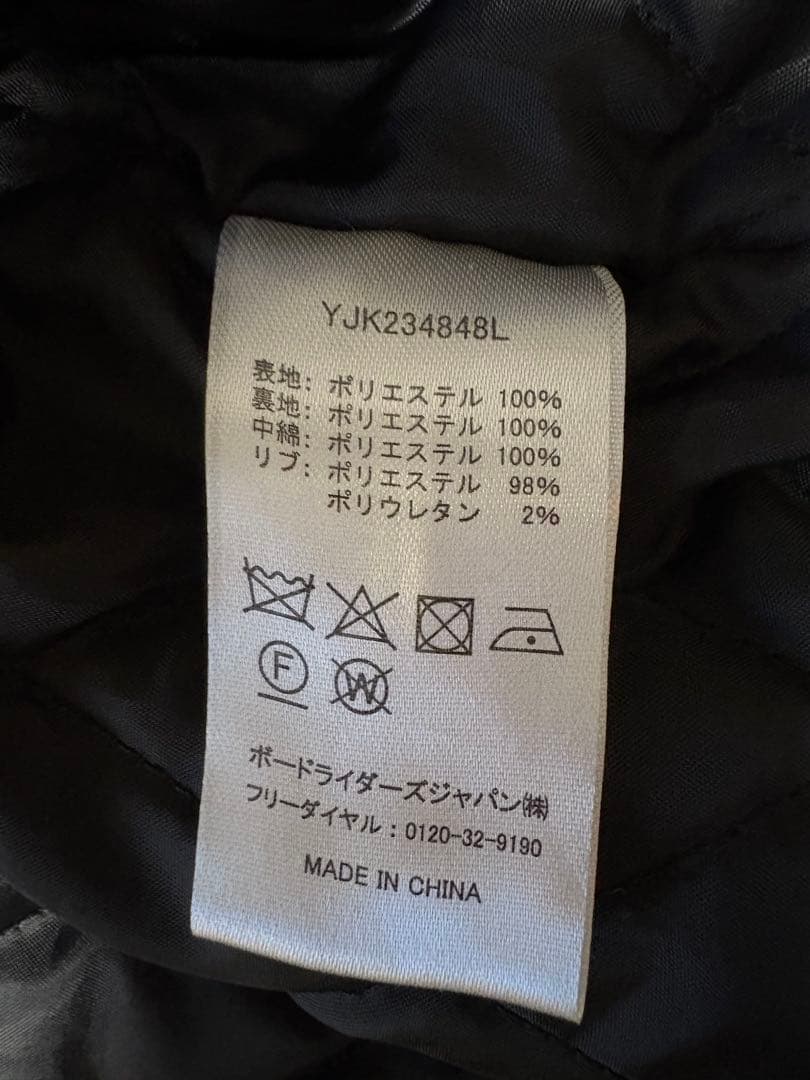 YJK234848L
表地: ポリエステル 100%
裏地: ポリエステル 100%
中綿: ポリエステル 100%
リブ: ポリエステル 98%
ポリウレタン 2%
F
W
ボードライダーズジャパン㈱
フリーダイヤル : 0120-32-9190
MADE IN CHINA